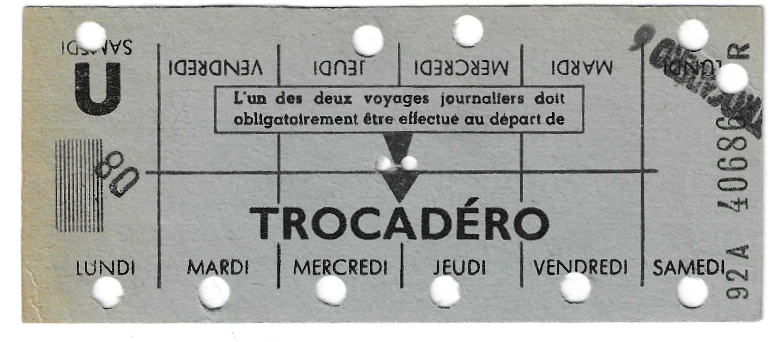 SAMEDI VENDREDI JEUDI MERCREDI MARDI LUNDI
U
L'un des deux voyages journaliers doit
obligatoirement être effectué au départ de
80
TROCADÉRO
LUNDI MARDI MERCREDI JEUDI VENDREDI SAMEDI
92A 40686 R